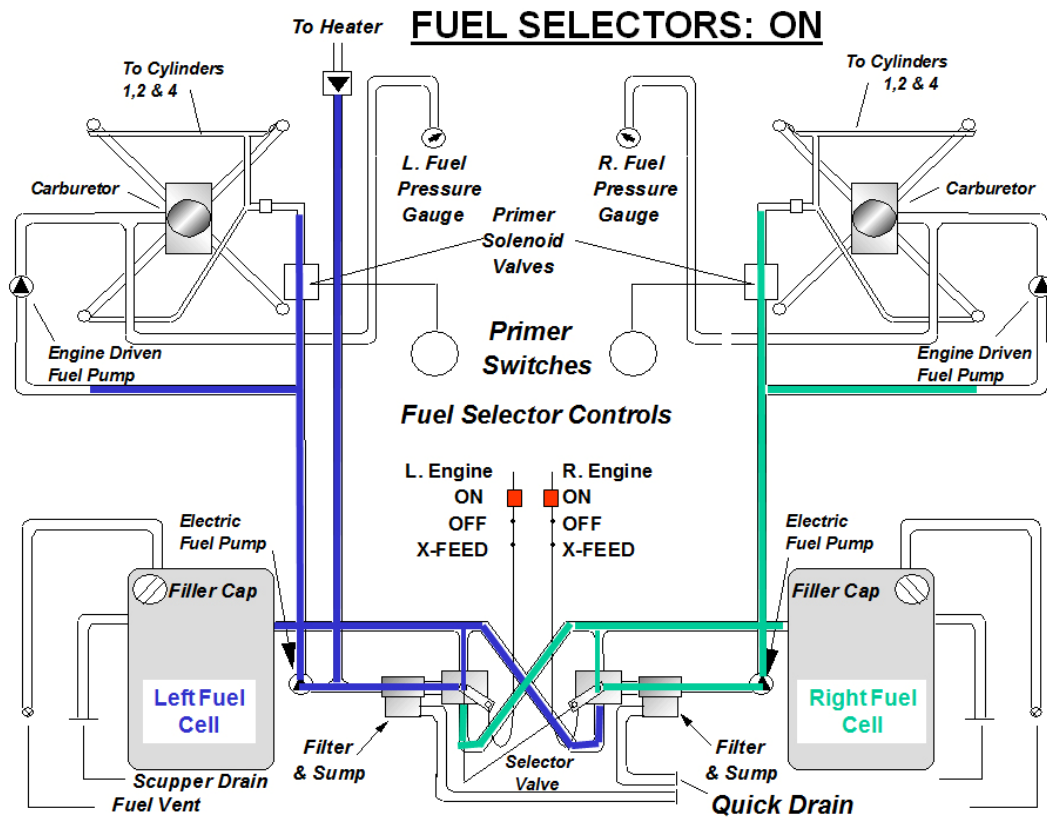 FUEL SELECTORS: ON
To Heater
To Cylinders
1,2 & 4
To Cylinders
1,2 & 4
L. Fuel
Pressure
Gauge
R. Fuel
Pressure
Gauge
Carburetor
Carburetor
Primer
Solenoid
Valves
Primer
Switches
Engine Driven
Fuel Pump
Engine Driven
Fuel Pump
Fuel Selector Controls
L. Engine
ON
OFF
X-FEED
R. Engine
ON
OFF
X-FEED
Electric
Fuel Pump
Electric
Fuel Pump
Filler Cap
Filler Cap
Left Fuel
Cell
Right Fuel
Cell
Filter
& Sump
Selector
Valve
Filter
& Sump
Scupper Drain
Fuel Vent
Quick Drain